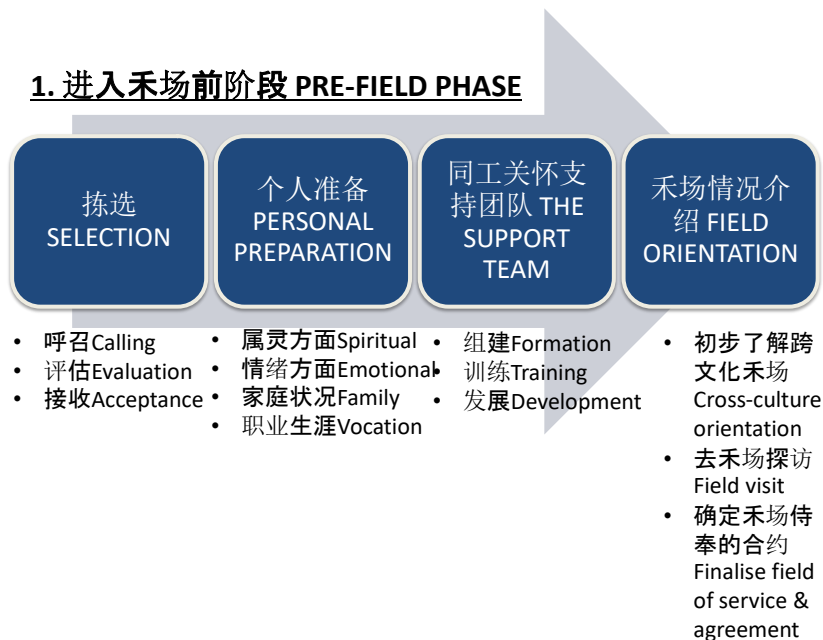 1. 进入禾场前阶段 PRE-FIELD PHASE
拣选
SELECTION
个人准备
PERSONAL
PREPARATION
同工关怀支
持团队 THE
SUPPORT
TEAM
禾场情况介
绍 FIELD
ORIENTATION
• 呼召Calling
• 评估Evaluation
• 接收Acceptance
• 属灵方面Spiritual
• 情绪方面Emotional
• 家庭状况Family
• 职业生涯Vocation
• 组建Formation
• 训练Training
• 发展Development
• 初步了解跨
文化禾场
Cross-culture
orientation
• 去禾场探访
Field visit
• 确定禾场侍
奉的合约
Finalise field
of service &
agreement